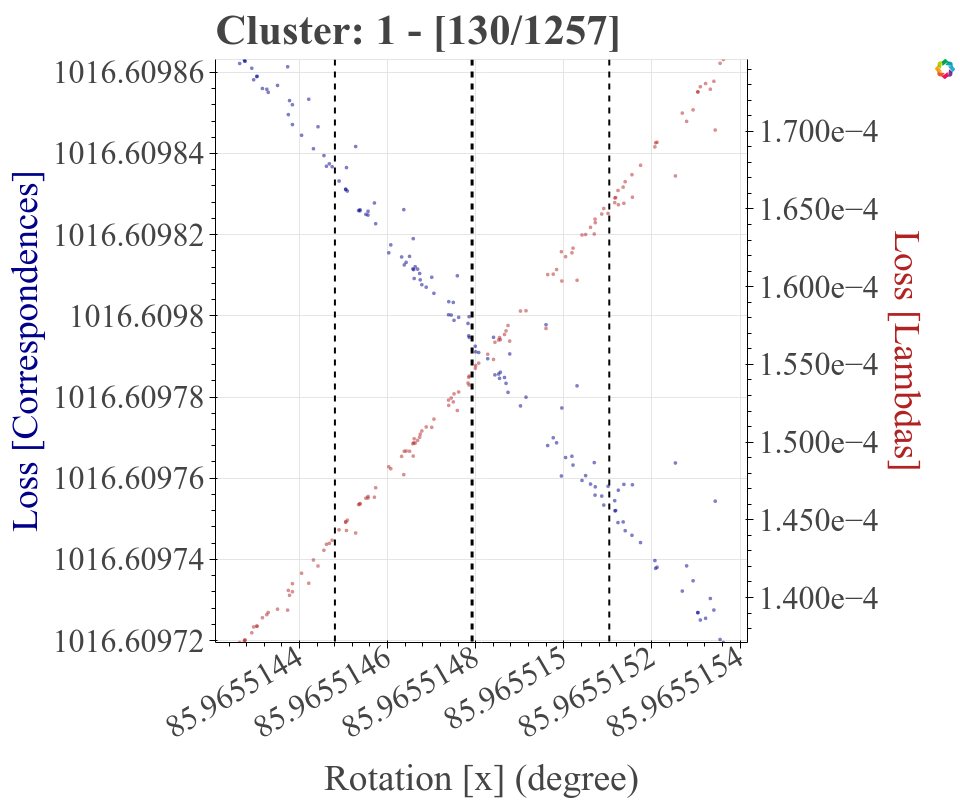 Cluster: 1 - [130/1257]
Loss [Correspondences]
1016.60986
1016.60984
1016.60982
1016.6098
1016.60978
1016.60976
1016.60974
1016.60972
1.700e−4
1.650e−4
1.600e−4
1.550e−4
1.500e−4
1.450e−4
1.400e−4
Loss [Lambdas]
85.9655144
85.9655146
85.9655148
85.965515
85.9655152
85.9655154
Rotation [x] (degree)